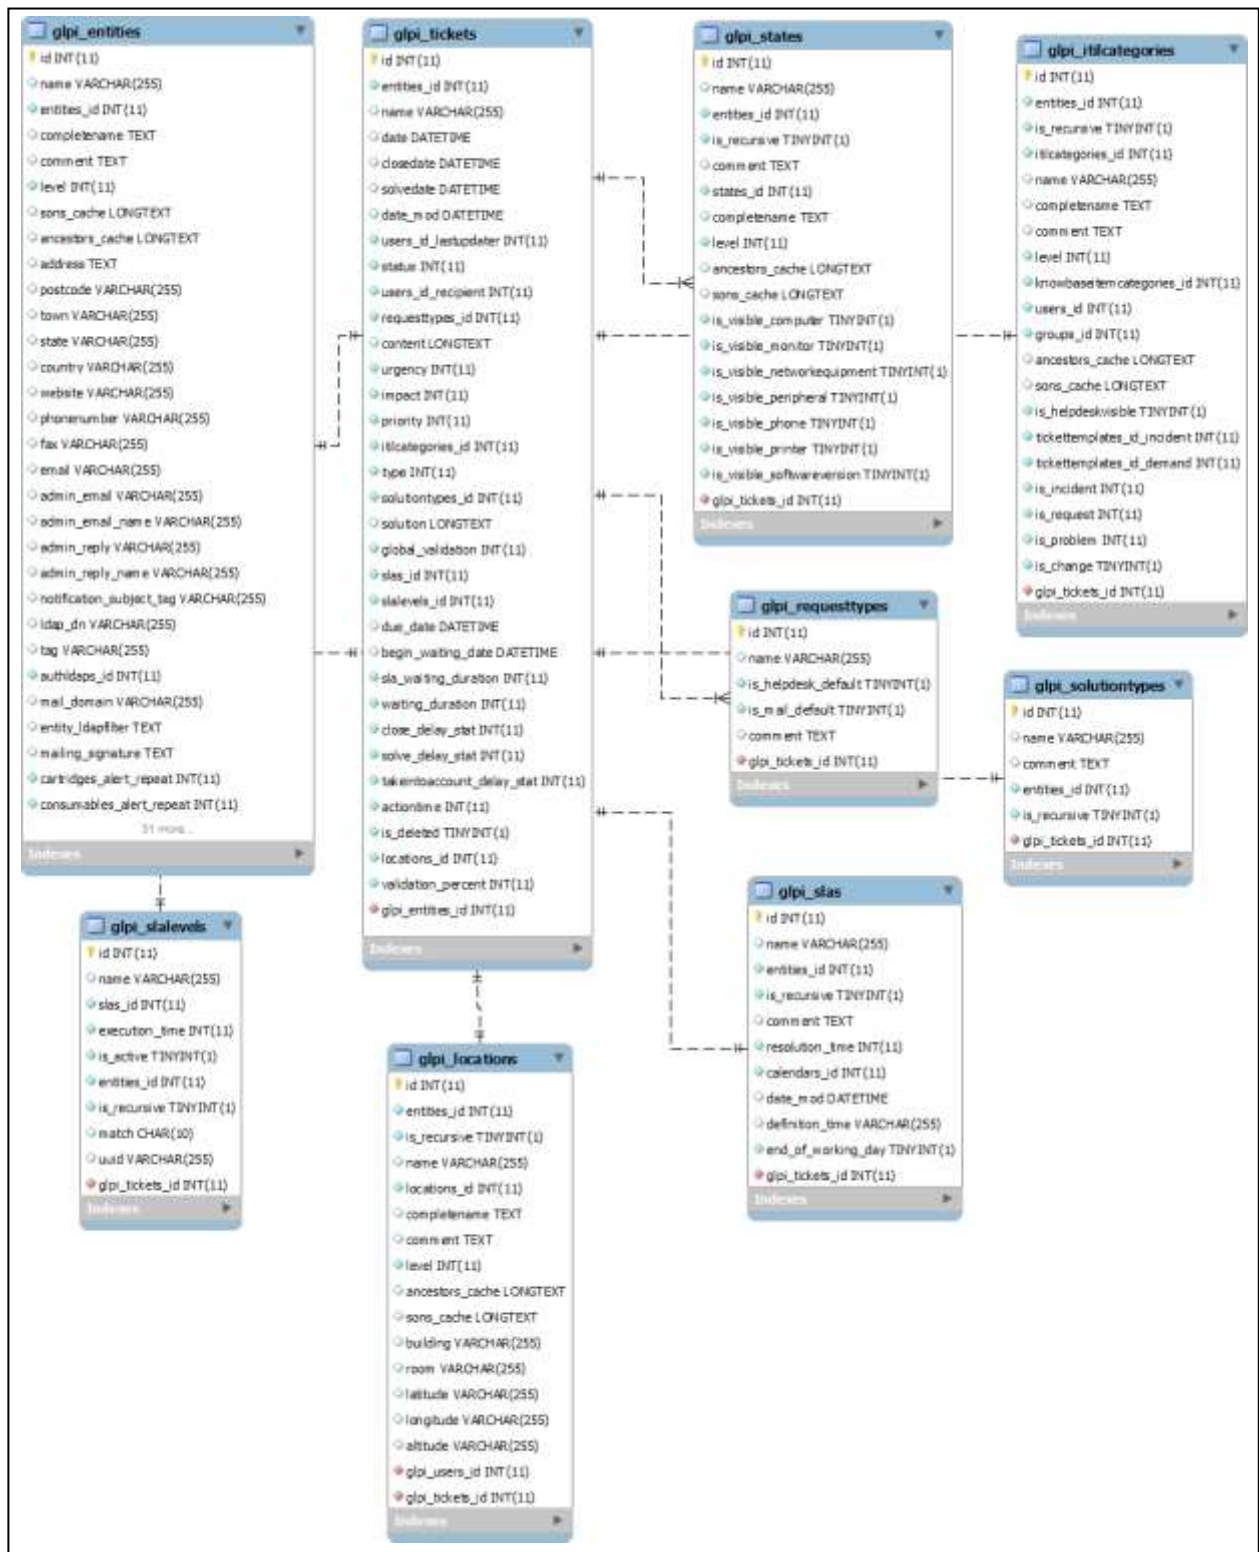 glpi_entities
id INT(11)
name VARCHAR(255)
entities_id INT(11)
completename TEXT
comment TEXT
level INT(11)
sons_cache LONGTEXT
ancestors_cache LONGTEXT
address TEXT
postcode VARCHAR(255)
town VARCHAR(255)
state VARCHAR(255)
country VARCHAR(255)
website VARCHAR(255)
phonenumber VARCHAR(255)
fax VARCHAR(255)
email VARCHAR(255)
admin_email VARCHAR(255)
admin_email_name VARCHAR(255)
admin_reply VARCHAR(255)
admin_reply_name VARCHAR(255)
notification_subject_tag VARCHAR(255)
ldap_dn VARCHAR(255)
tag VARCHAR(255)
authldaps_id INT(11)
mail_domain VARCHAR(255)
entity_ldapfilter TEXT
mailing_signature TEXT
cartridges_alert_repeat INT(11)
consumables_alert_repeat INT(11)
51 more...
Indexes
glpi_tickets
id INT(11)
entities_id INT(11)
name VARCHAR(255)
date DATETIME
closedate DATETIME
solvedate DATETIME
date_mod DATETIME
users_id_lastupdater INT(11)
status INT(11)
users_id_recipient INT(11)
requesttypes_id INT(11)
content LONGTEXT
urgency INT(11)
impact INT(11)
priority INT(11)
itilcategories_id INT(11)
type INT(11)
solutiontypes_id INT(11)
solution LONGTEXT
global_validation INT(11)
slas_id INT(11)
slalevels_id INT(11)
due_date DATETIME
begin_waiting_date DATETIME
sla_waiting_duration INT(11)
waiting_duration INT(11)
close_delay_stat INT(11)
solve_delay_stat INT(11)
takeintoaccount_delay_stat INT(11)
actiontime INT(11)
is_deleted TINYINT(1)
locations_id INT(11)
validation_percent INT(11)
glpi_entities_id INT(11)
Indexes
glpi_states
id INT(11)
name VARCHAR(255)
entities_id INT(11)
is_recursive TINYINT(1)
comment TEXT
states_id INT(11)
completename TEXT
level INT(11)
ancestors_cache LONGTEXT
sons_cache LONGTEXT
is_visible_computer TINYINT(1)
is_visible_monitor TINYINT(1)
is_visible_networkequipment TINYINT(1)
is_visible_peripheral TINYINT(1)
is_visible_phone TINYINT(1)
is_visible_printer TINYINT(1)
is_visible_softwareversion TINYINT(1)
glpi_tickets_id INT(11)
Indexes
glpi_itilcategories
id INT(11)
entities_id INT(11)
is_recursive TINYINT(1)
itilcategories_id INT(11)
name VARCHAR(255)
completename TEXT
comment TEXT
level INT(11)
knowbaseitemcategories_id INT(11)
users_id INT(11)
groups_id INT(11)
ancestors_cache LONGTEXT
sons_cache LONGTEXT
is_helpdeskvisible TINYINT(1)
tickettemplates_id_incident INT(11)
tickettemplates_id_demand INT(11)
is_incident INT(11)
is_request INT(11)
is_problem INT(11)
is_change TINYINT(1)
glpi_tickets_id INT(11)
Indexes
glpi_requesttypes
id INT(11)
name VARCHAR(255)
is_helpdesk_default TINYINT(1)
is_mail_default TINYINT(1)
comment TEXT
glpi_tickets_id INT(11)
Indexes
glpi_solutiontypes
id INT(11)
name VARCHAR(255)
comment TEXT
entities_id INT(11)
is_recursive TINYINT(1)
glpi_tickets_id INT(11)
Indexes
glpi_slas
id INT(11)
name VARCHAR(255)
entities_id INT(11)
is_recursive TINYINT(1)
comment TEXT
resolution_time INT(11)
calendars_id INT(11)
date_mod DATETIME
definition_time VARCHAR(255)
end_of_working_day TINYINT(1)
glpi_tickets_id INT(11)
Indexes
glpi_slalevels
id INT(11)
name VARCHAR(255)
slas_id INT(11)
execution_time INT(11)
is_active TINYINT(1)
entities_id INT(11)
is_recursive TINYINT(1)
match CHAR(10)
uuid VARCHAR(255)
glpi_tickets_id INT(11)
Indexes
glpi_locations
id INT(11)
entities_id INT(11)
is_recursive TINYINT(1)
name VARCHAR(255)
locations_id INT(11)
completename TEXT
comment TEXT
level INT(11)
ancestors_cache LONGTEXT
sons_cache LONGTEXT
building VARCHAR(255)
room VARCHAR(255)
latitude VARCHAR(255)
longitude VARCHAR(255)
altitude VARCHAR(255)
glpi_users_id INT(11)
glpi_tickets_id INT(11)
Indexes